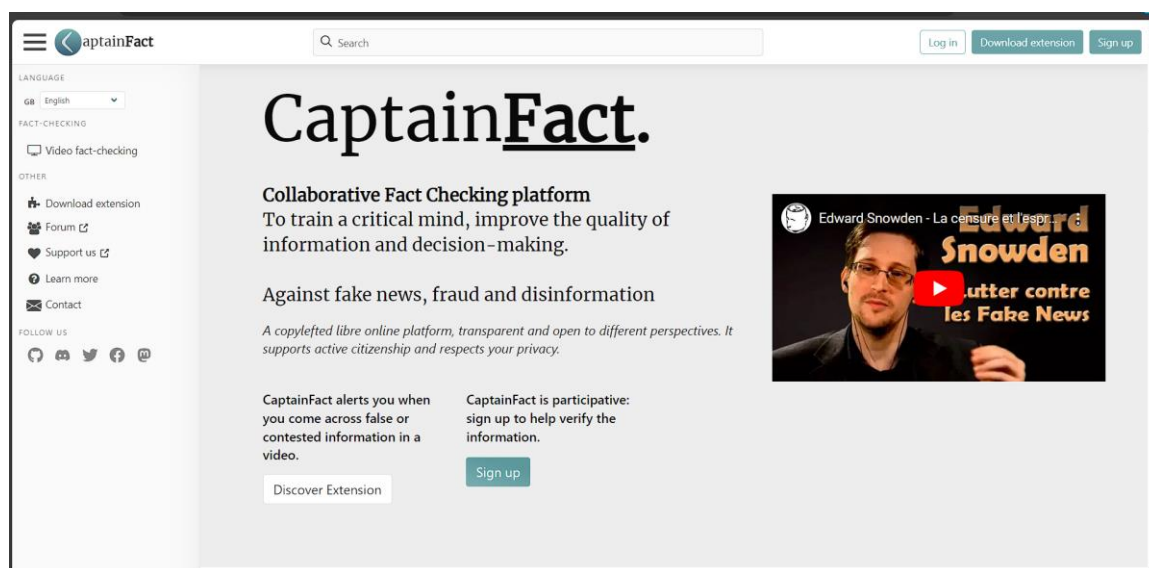 CaptainFact
Search
Log in
Download extension
Sign up
LANGUAGE
GB English
FACT-CHECKING
Video fact-checking
OTHER
Download extension
Forum
Support us
Learn more
Contact
FOLLOW US
CaptainFact.
Collaborative Fact Checking platform
To train a critical mind, improve the quality of
information and decision-making.
Against fake news, fraud and disinformation
A copylefted libre online platform, transparent and open to different perspectives. It
supports active citizenship and respects your privacy.
CaptainFact alerts you when
you come across false or
contested information in a
video.
Discover Extension
CaptainFact is participative:
sign up to help verify the
information.
Sign up
Edward Snowden - La censure et l'espr...
Edward
Snowden
Lutter contre
les Fake News